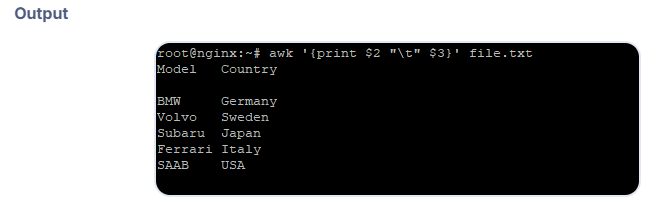 Output
root@nginx:~# awk '{print $2 "\t" $3}' file.txt
Model   Country
BMW     Germany
Volvo   Sweden
Subaru  Japan
Ferrari Italy
SAAB    USA